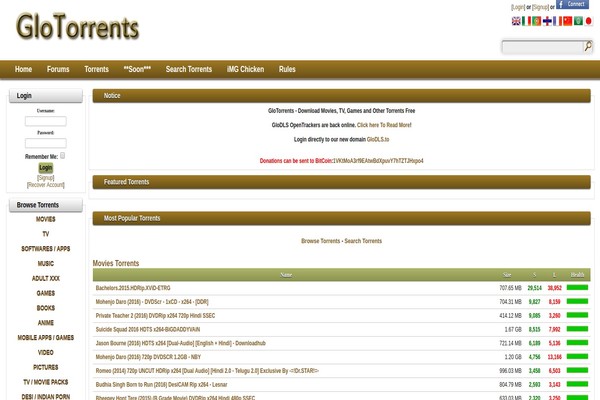 GloTorrents
[Login] or [Signup] or Connect
Home Forums Torrents **Soon*** Search Torrents iMG Chicken Rules
Login
Username:
Password:
Remember Me:
Login
[Signup]
[Recover Account]
Browse Torrents
MOVIES
TV
SOFTWARES / APPS
MUSIC
ADULT XXX
GAMES
BOOKS
ANIME
MOBILE APPS / GAMES
VIDEO
PICTURES
TV / MOVIE PACKS
DESI / INDIAN PORN
Notice
GloTorrents - Download Movies, TV, Games and Other Torrents Free
GloDLS OpenTrackers are back online. Click here To Read More!
Login directly to our new domain GloDLS.to
Donations can be sent to BitCoin:
Featured Torrents
Most Popular Torrents
Browse Torrents - Search Torrents
Movies Torrents
Name Size S L Health
Bachelors.2015.HDRip.XViD-ETRG 707.65 MB 29,514 38,952
Mohenjo Daro (2016) - DVDScr - 1xCD - x264 - [DDR] 704.31 MB 9,827 8,159
Private Teacher 2 (2016) DVDRip x264 720p Hindi SSEC 414.12 MB 9,085 3,260
Suicide Squad 2016 HDTS x264-BiGDADDYVAiN 1.67 GB 8,515 7,992
Jason Bourne (2016) HDTS x264 [Dual-Audio] [English + Hindi] - Downloadhub 721.14 MB 6,189 5,136
Mohenjo Daro (2016) 720p DVDSCR 1.2GB - NBY 1.20 GB 4,756 13,166
Romeo (2014) 720p UNCUT HDRip x264 [Dual Audio] [Hindi 2.0 - Telugu 2.0] Exclusive By -=!Dr.STAR!=- 996.03 MB 3,458 6,503
Budhia Singh Born to Run (2016) DesiCAM Rip x264 - Lesnar 804.79 MB 2,593 3,143
633.03 MB 2,320 3,250